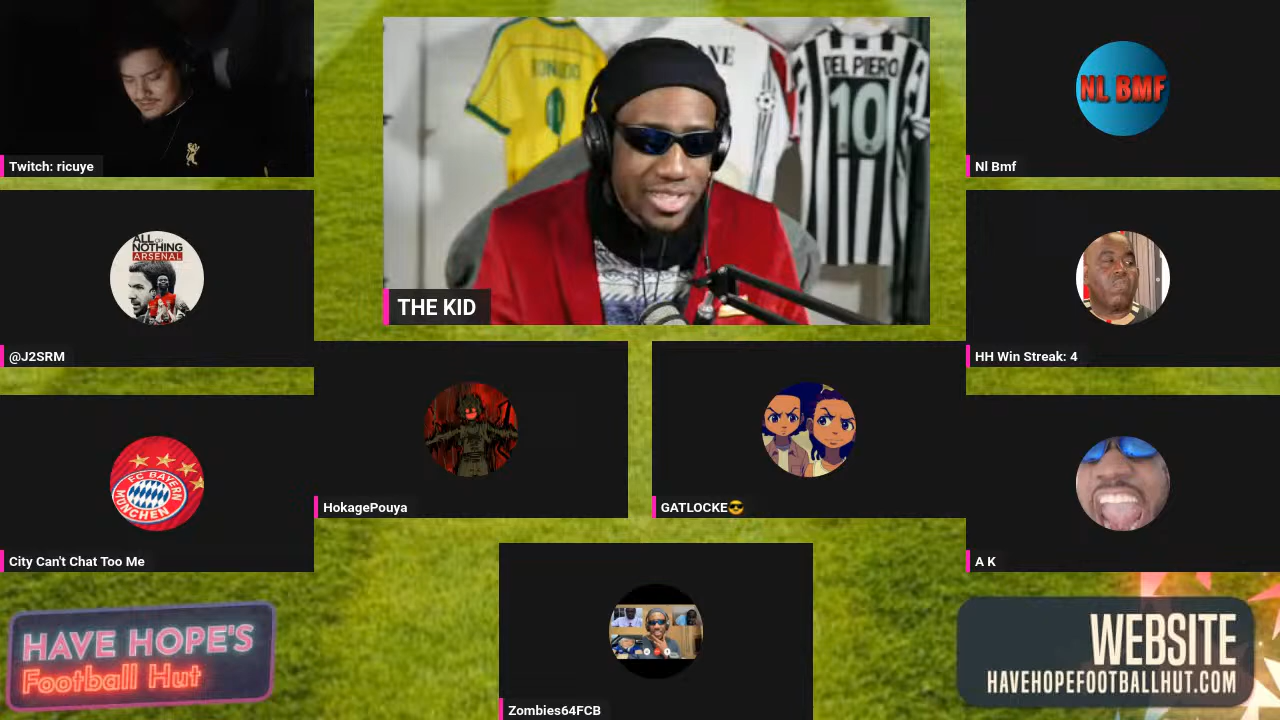 Twitch: ricuye
THE KID
NL BMF
Nl Bmf
DEL PIERO
10
ALL OR
NOTHING
ARSENAL
@J2SRM
HH Win Streak: 4
FC BAYERN
MÜNCHEN
City Can't Chat Too Me
HokagePouya
GATLOCKE😎
A K
Zombies64FCB
HAVE HOPE'S
Football Hut
WEBSITE
HAVEHOPEFOOTBALLHUT.COM